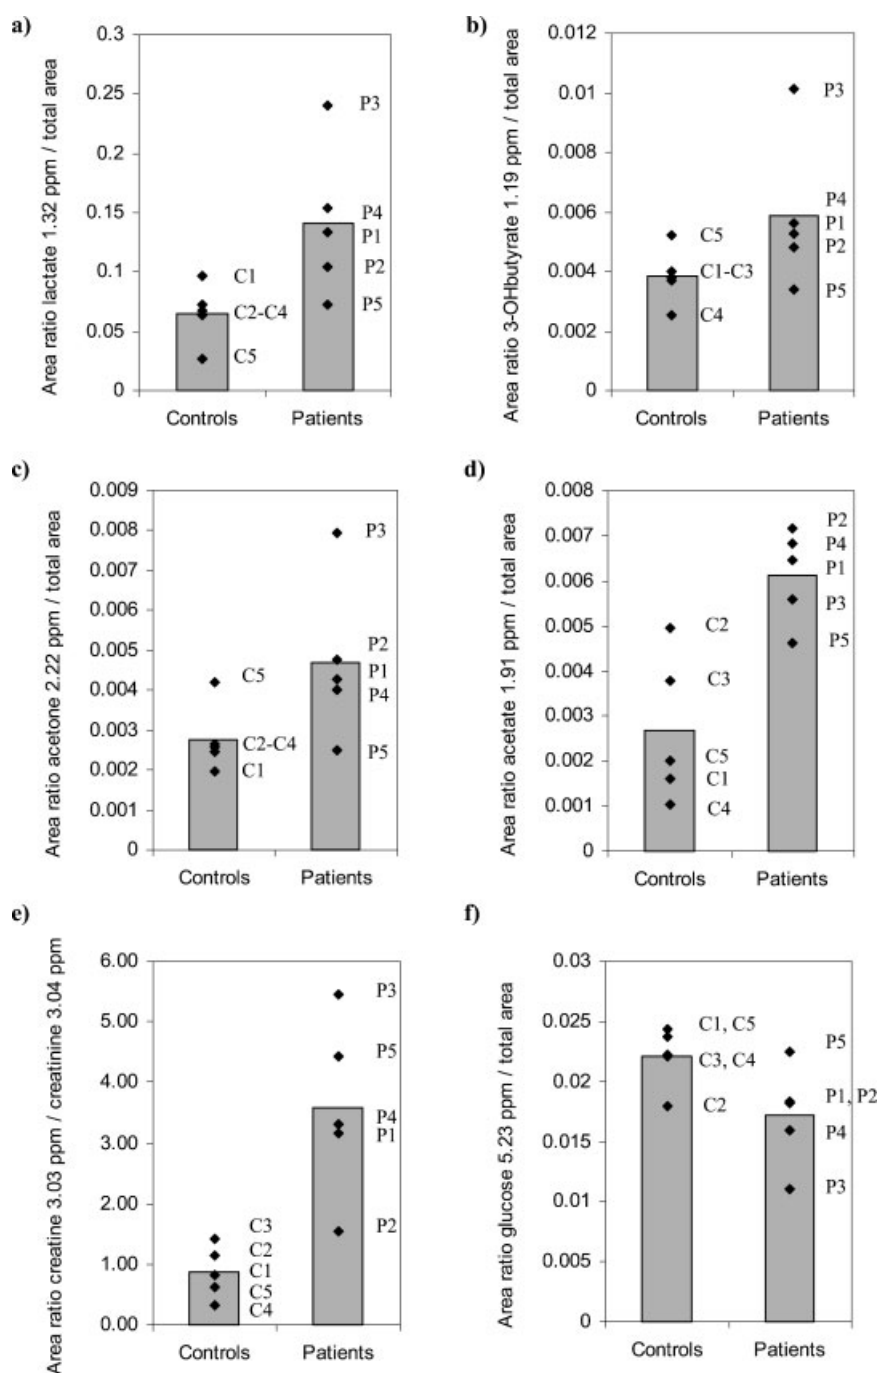 a)
Area ratio lactate 1.32 ppm / total area
0.3
0.25
0.2
0.15
0.1
0.05
0
C1
C2-C4
C5
P3
P4
P1
P2
P5
Controls
Patients
b)
Area ratio 3-OHbutyrate 1.19 ppm / total area
0.012
0.01
0.008
0.006
0.004
0.002
0
C5
C1-C3
C4
P3
P4
P1
P2
P5
Controls
Patients
c)
Area ratio acetone 2.22 ppm / total area
0.009
0.008
0.007
0.006
0.005
0.004
0.003
0.002
0.001
0
C5
C2-C4
C1
P3
P2
P1
P4
P5
Controls
Patients
d)
Area ratio acetate 1.91 ppm / total area
0.008
0.007
0.006
0.005
0.004
0.003
0.002
0.001
0
C2
C3
C5
C1
C4
P2
P4
P1
P3
P5
Controls
Patients
e)
Area ratio creatine 3.03 ppm / creatinine 3.04 ppm
6.00
5.00
4.00
3.00
2.00
1.00
0.00
C3
C2
C1
C5
C4
P3
P5
P4
P1
P2
Controls
Patients
f)
Area ratio glucose 5.23 ppm / total area
0.03
0.025
0.02
0.015
0.01
0.005
0
C1, C5
C3, C4
C2
P5
P1, P2
P4
P3
Controls
Patients